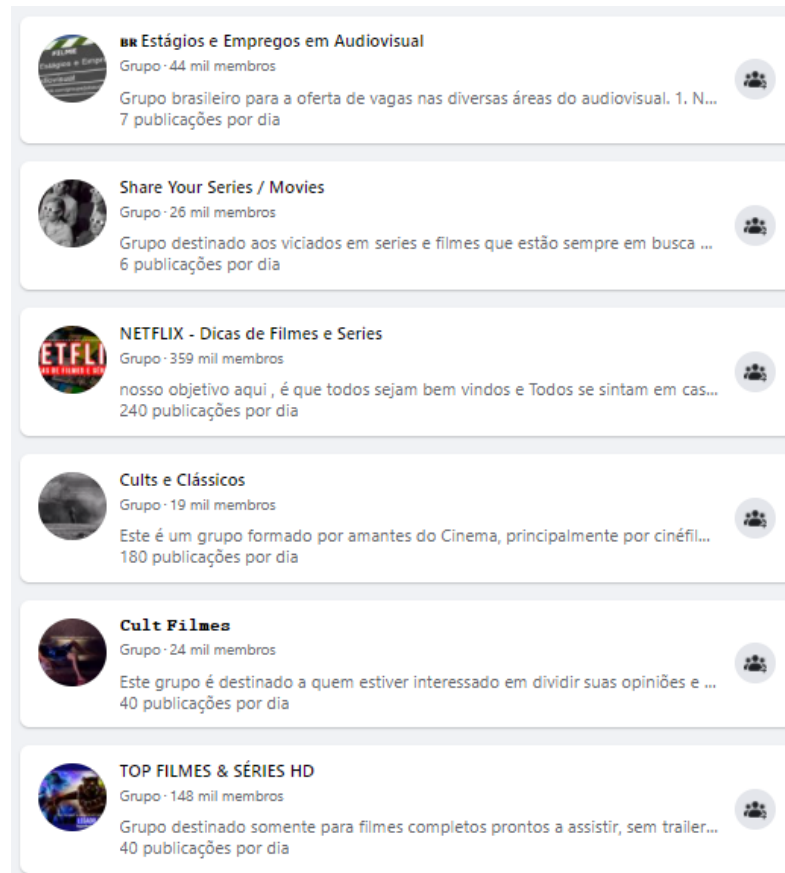 BR Estágios e Empregos em Audiovisual
Grupo · 44 mil membros
Grupo brasileiro para a oferta de vagas nas diversas áreas do audiovisual. 1. N...
7 publicações por dia
Share Your Series / Movies
Grupo · 26 mil membros
Grupo destinado aos viciados em series e filmes que estão sempre em busca ...
6 publicações por dia
ETFLI
NETFLIX - Dicas de Filmes e Series
Grupo · 359 mil membros
nosso objetivo aqui , é que todos sejam bem vindos e Todos se sintam em cas...
240 publicações por dia
Cults e Clássicos
Grupo · 19 mil membros
Este é um grupo formado por amantes do Cinema, principalmente por cinéfil...
180 publicações por dia
Cult Filmes
Grupo · 24 mil membros
Este grupo é destinado a quem estiver interessado em dividir suas opiniões e ...
40 publicações por dia
TOP FILMES & SÉRIES HD
Grupo · 148 mil membros
Grupo destinado somente para filmes completos prontos a assistir, sem trailer...
40 publicações por dia